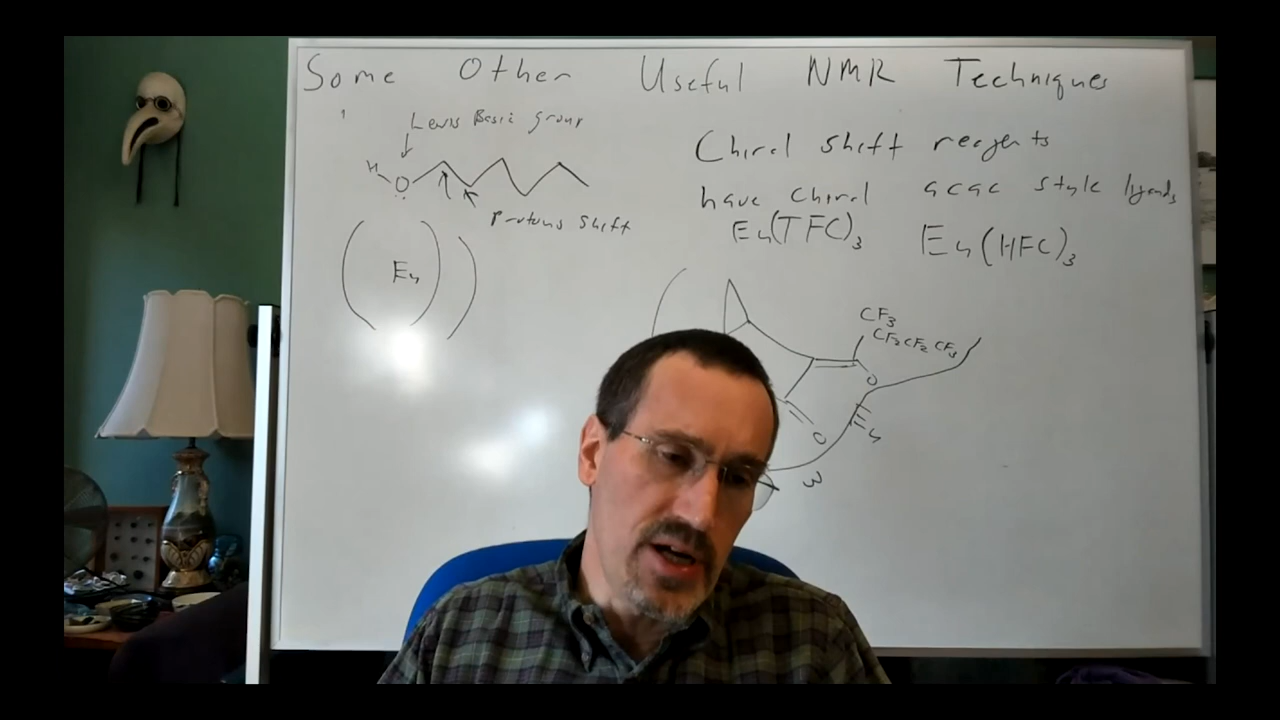 Some Other Useful NMR Techniques
Lewis Basic group
H
O
Protons Shift
Eu
Chiral shift reagents
have chiral acac style ligands
Eu(TFC)3 Eu(HFC)3
CF3
CF2CF2CF3
O
Eu
O
3